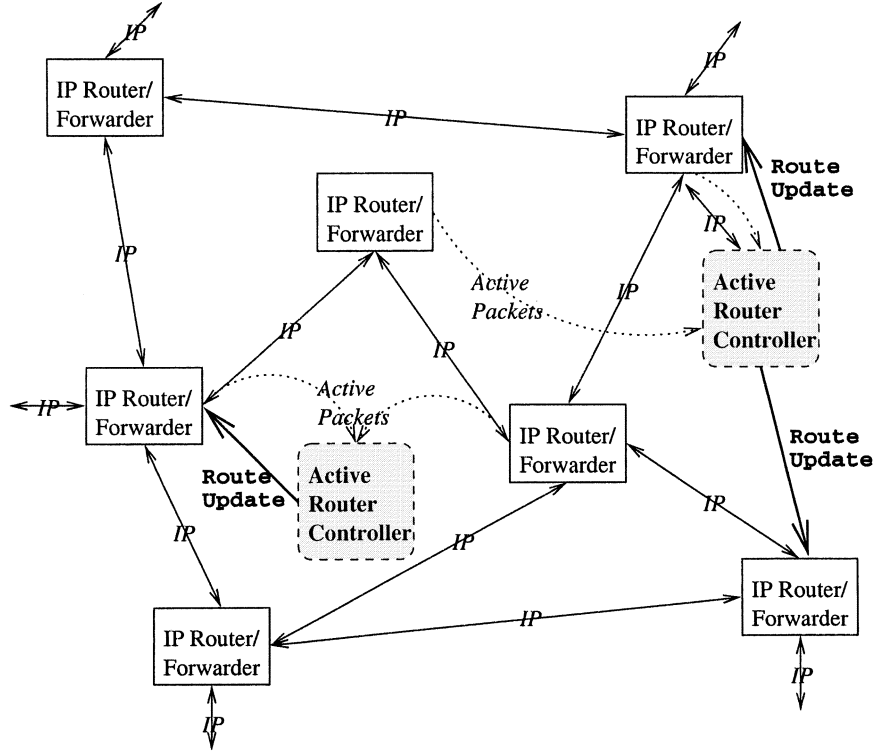 IP
IP
IP Router/
Forwarder
IP Router/
Forwarder
IP
Route
Update
IP Router/
Forwarder
IP
IP
Active
Packets
IP
Active
Router
Controller
IP
IP
IP Router/
Forwarder
IP
Active
Packets
IP Router/
Forwarder
Route
Update
Route
Update
Active
Router
Controller
IP
IP
IP
IP Router/
Forwarder
IP
IP Router/
Forwarder
IP
IP